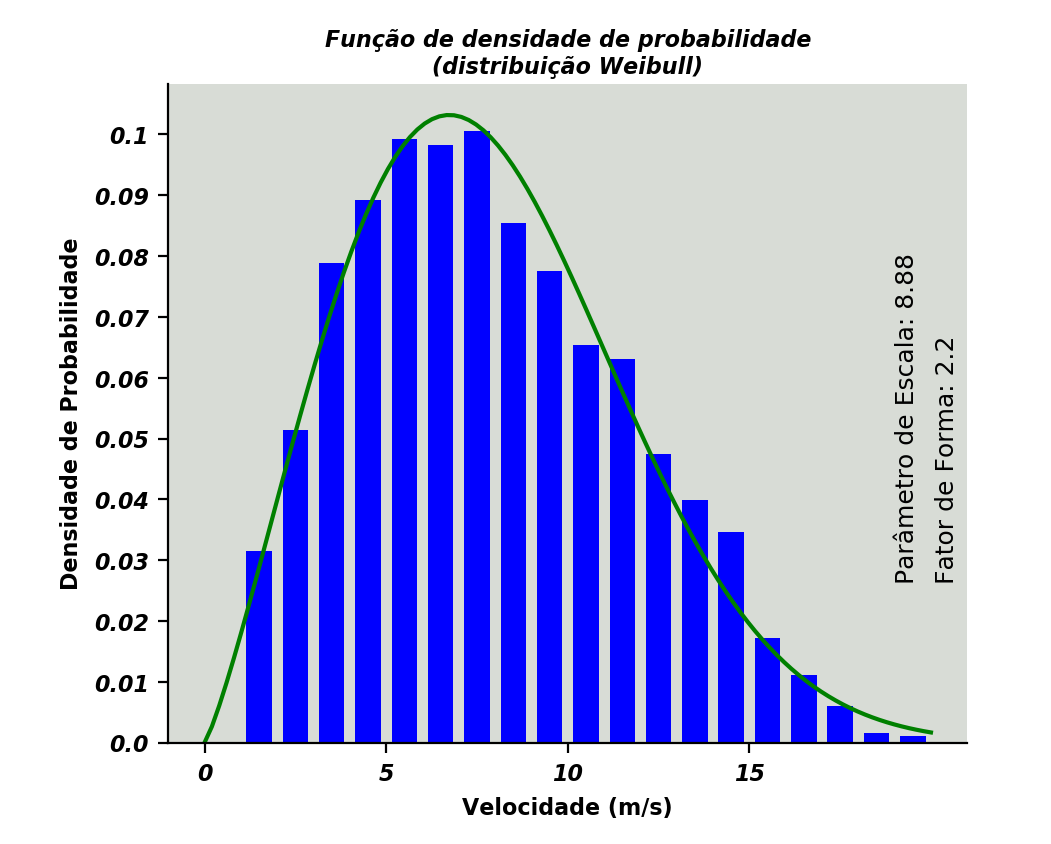 Função de densidade de probabilidade
(distribuição Weibull)
Densidade de Probabilidade
0.1
0.09
0.08
0.07
0.06
0.05
0.04
0.03
0.02
0.01
0.0
Parâmetro de Escala: 8.88
Fator de Forma: 2.2
0
5
10
15
Velocidade (m/s)